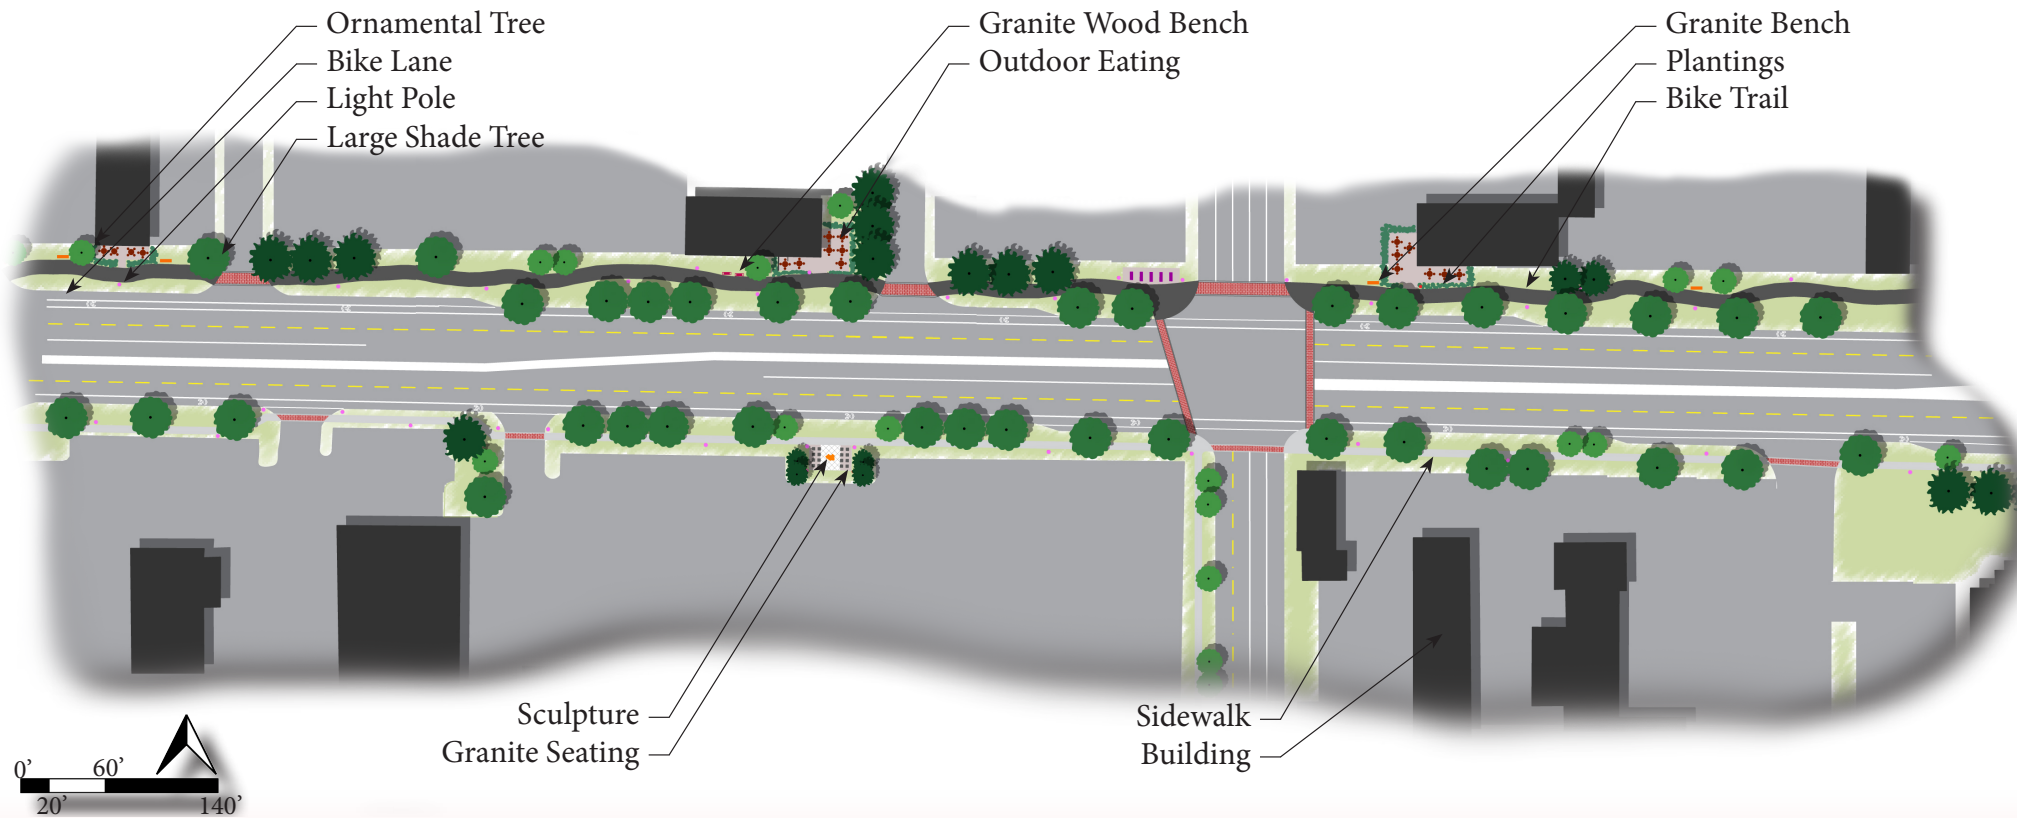 Ornamental Tree
Bike Lane
Light Pole
Large Shade Tree
Granite Wood Bench
Outdoor Eating
Granite Bench
Plantings
Bike Trail
Sculpture
Granite Seating
Sidewalk
Building
0’ 60’
20’ 140’